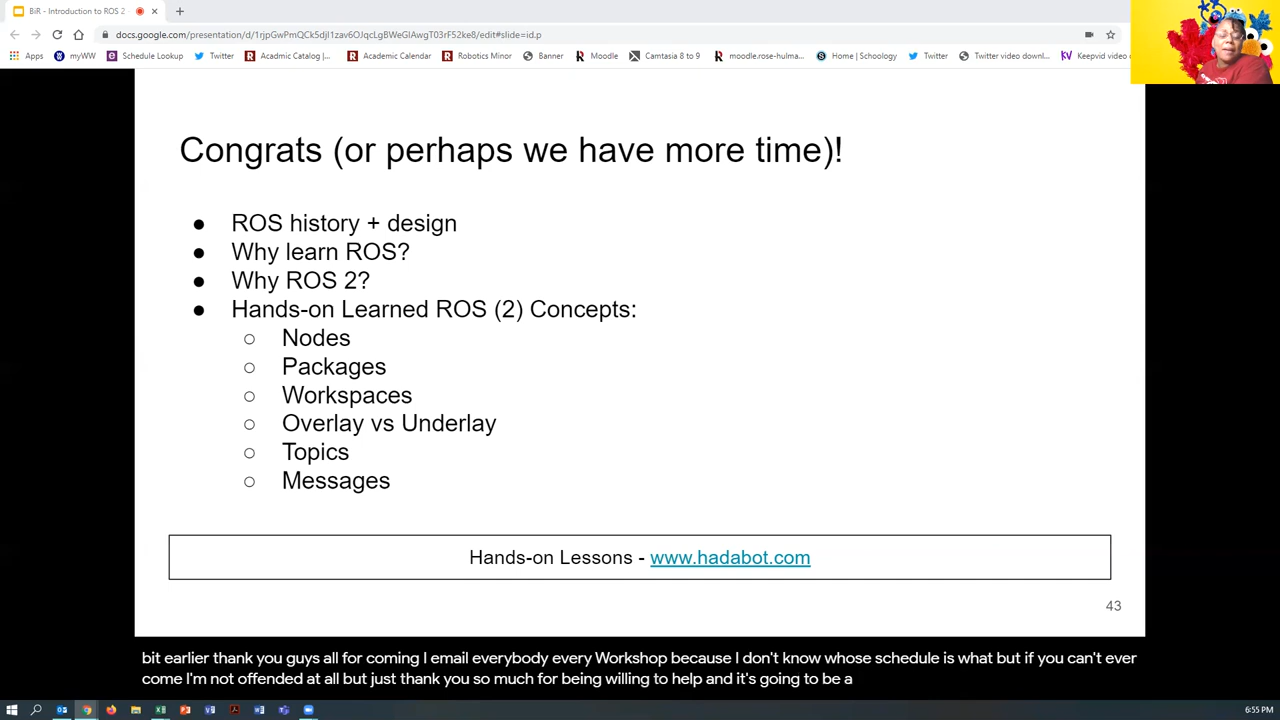 BiR - Introduction to ROS 2
docs.google.com/presentation/d/1rjpGwPmQCk5djI1zav6OJqcLgBWeGIAwgT03rF52ke8/edit#slide=id.p
Apps myWW Schedule Lookup Twitter Acadmic Catalog |... Academic Calendar Robotics Minor Banner Moodle Camtasia 8 to 9 moodle.rose-hulma... Home | Schoology Twitter Twitter video downl... Keepvid video
Congrats (or perhaps we have more time)!
● ROS history + design
● Why learn ROS?
● Why ROS 2?
● Hands-on Learned ROS (2) Concepts:
○ Nodes
○ Packages
○ Workspaces
○ Overlay vs Underlay
○ Topics
○ Messages
Hands-on Lessons - www.hadabot.com
43
bit earlier thank you guys all for coming I email everybody every Workshop because I don't know whose schedule is what but if you can't ever
come I'm not offended at all but just thank you so much for being willing to help and it's going to be a
6:55 PM